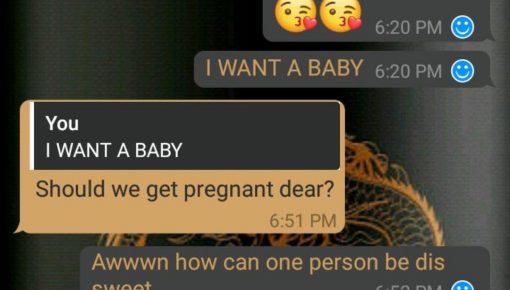 😘😘 6:20 PM
I WANT A BABY 6:20 PM
You
I WANT A BABY
Should we get pregnant dear?
6:51 PM
Awwwn how can one person be dis
sweet